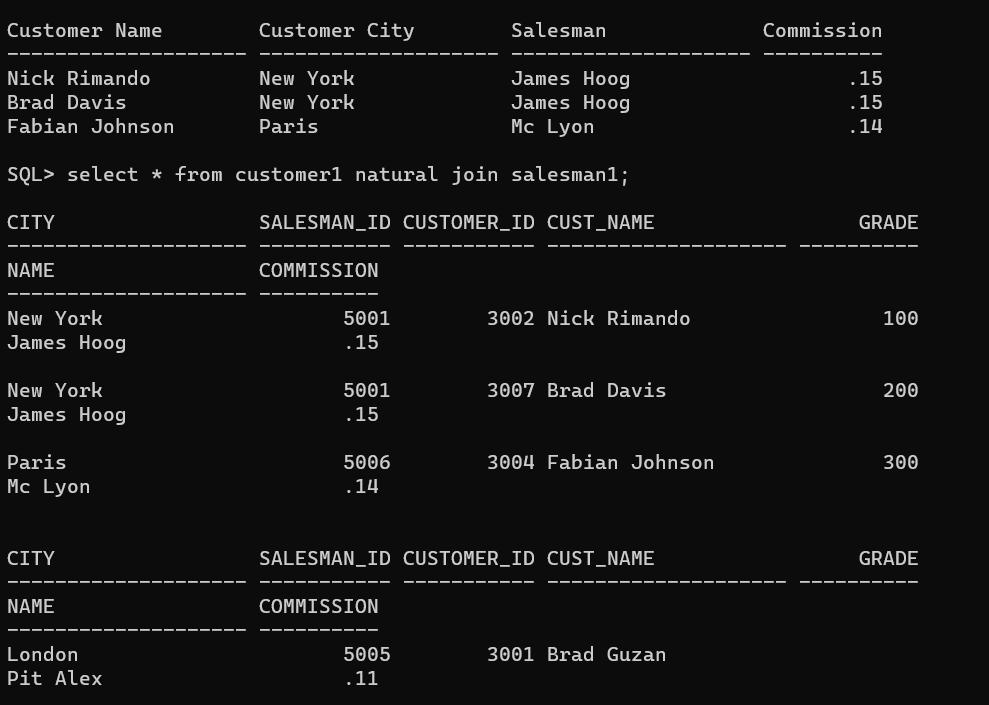 Customer Name        Customer City        Salesman             Commission
-------------------- -------------------- -------------------- ----------
Nick Rimando         New York             James Hoog                  .15
Brad Davis           New York             James Hoog                  .15
Fabian Johnson       Paris                Mc Lyon                     .14
SQL> select * from customer1 natural join salesman1;
CITY                 SALESMAN_ID CUSTOMER_ID CUST_NAME                 GRADE
-------------------- ----------- ----------- -------------------- ----------
NAME                 COMMISSION
-------------------- ----------
New York                    5001        3002 Nick Rimando                100
James Hoog                  .15
New York                    5001        3007 Brad Davis                  200
James Hoog                  .15
Paris                       5006        3004 Fabian Johnson              300
Mc Lyon                     .14
CITY                 SALESMAN_ID CUSTOMER_ID CUST_NAME                 GRADE
-------------------- ----------- ----------- -------------------- ----------
NAME                 COMMISSION
-------------------- ----------
London                      5005        3001 Brad Guzan
Pit Alex                    .11